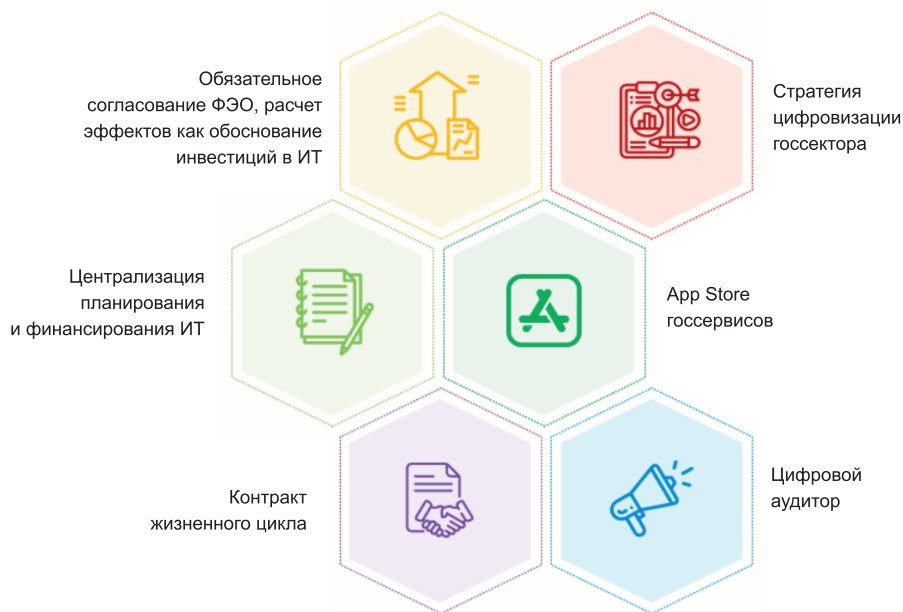 Обязательное
согласование ФЭО, расчет
эффектов как обоснование
инвестиций в ИТ
Стратегия
цифровизации
госсектора
Централизация
планирования
и финансирования ИТ
App Store
госсервисов
Контракт
жизненного цикла
Цифровой
аудитор